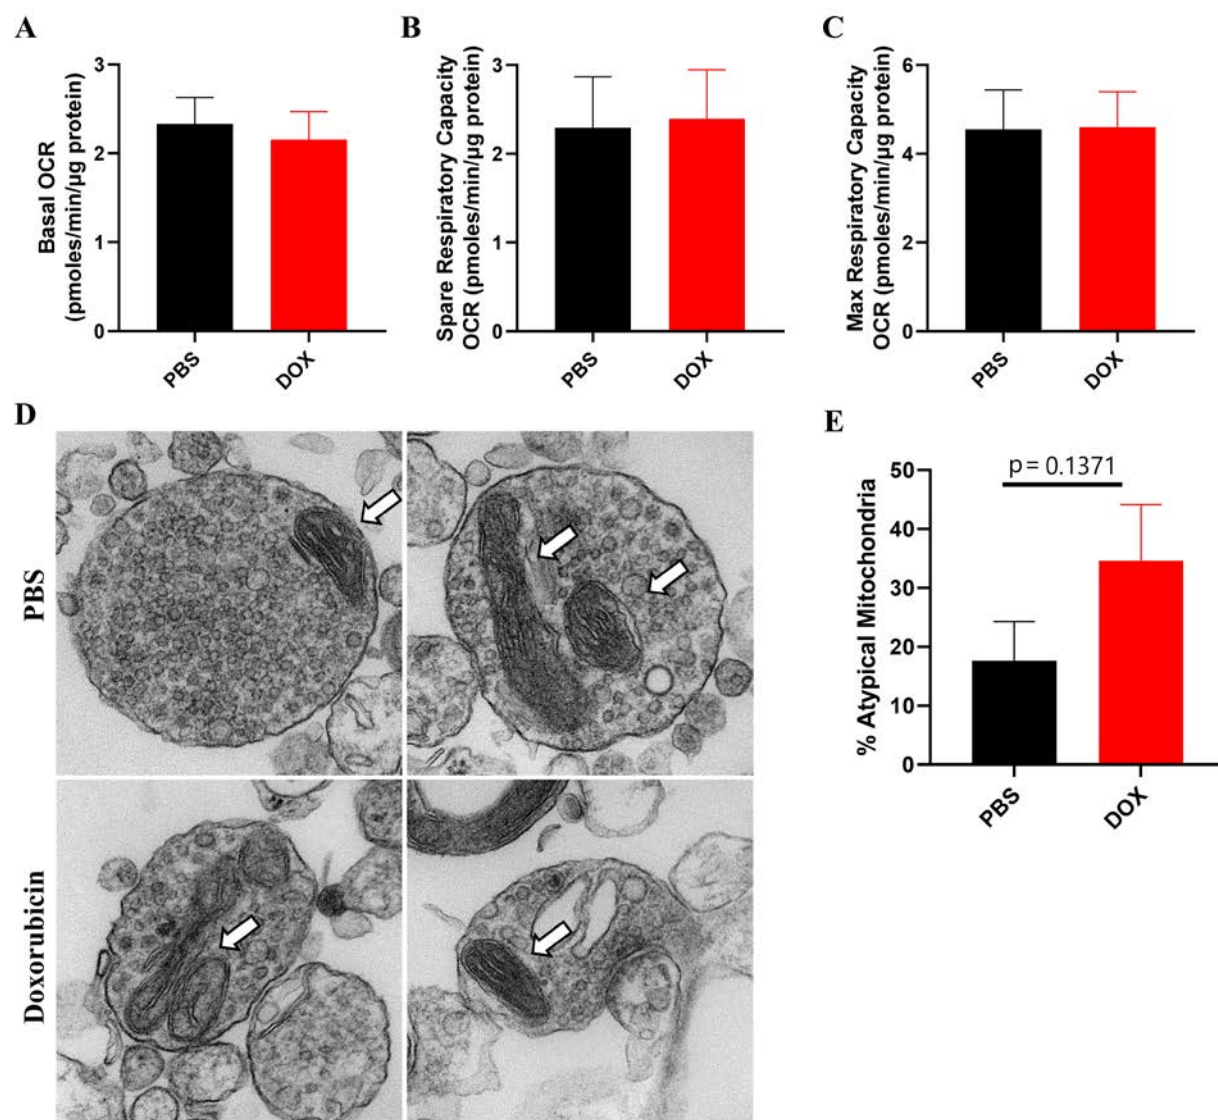 A
Basal OCR
(pmoles/min/µg protein)
3
2
1
0
PBS
DOX
B
Spare Respiratory Capacity
OCR (pmoles/min/µg protein)
3
2
1
0
PBS
DOX
C
Max Respiratory Capacity
OCR (pmoles/min/µg protein)
6
4
2
0
PBS
DOX
D
PBS
Doxorubicin
E
% Atypical Mitochondria
50
40
30
20
10
0
p = 0.1371
PBS
DOX